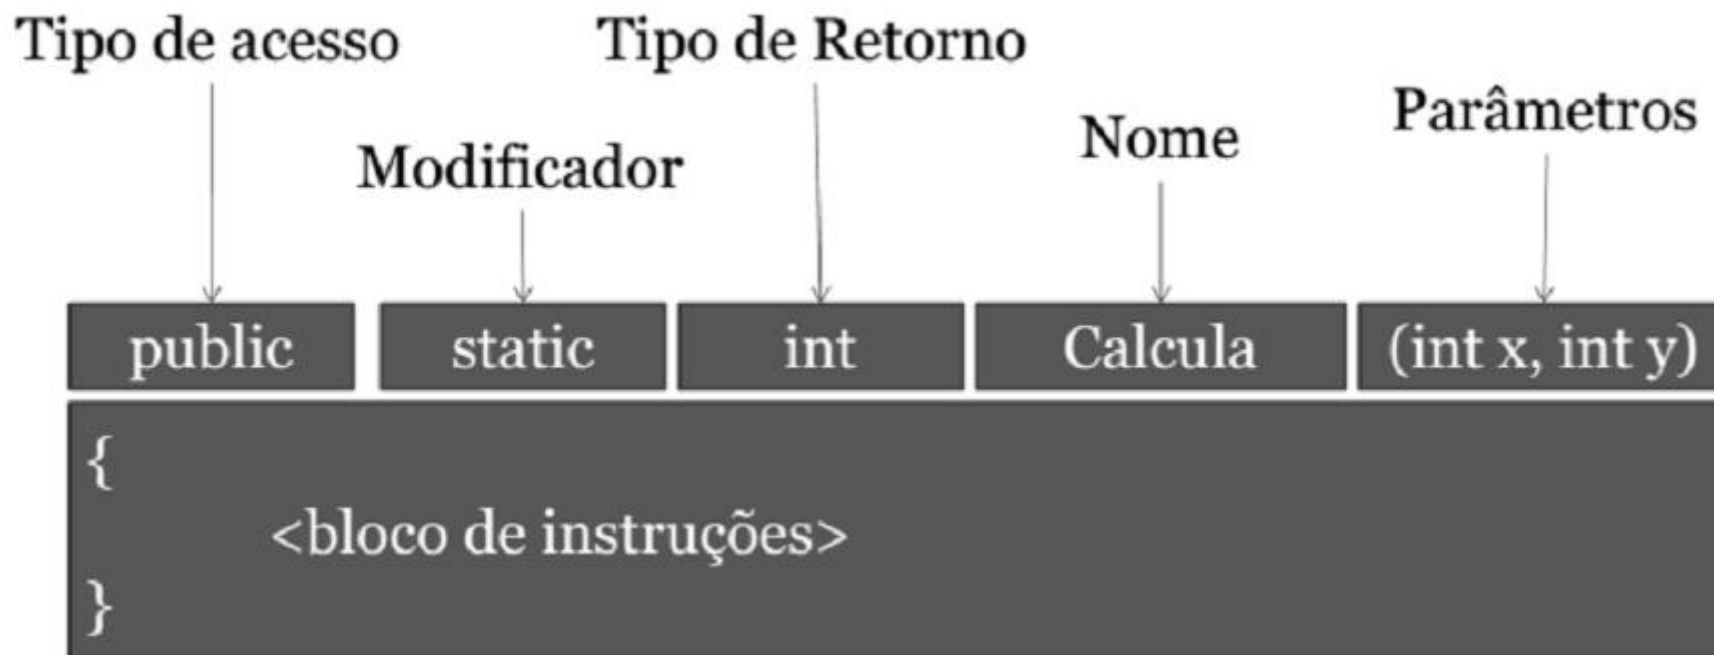 Tipo de acesso
Tipo de Retorno
Parâmetros
Nome
Modificador
public static int Calcula (int x, int y)
{
<bloco de instruções>
}